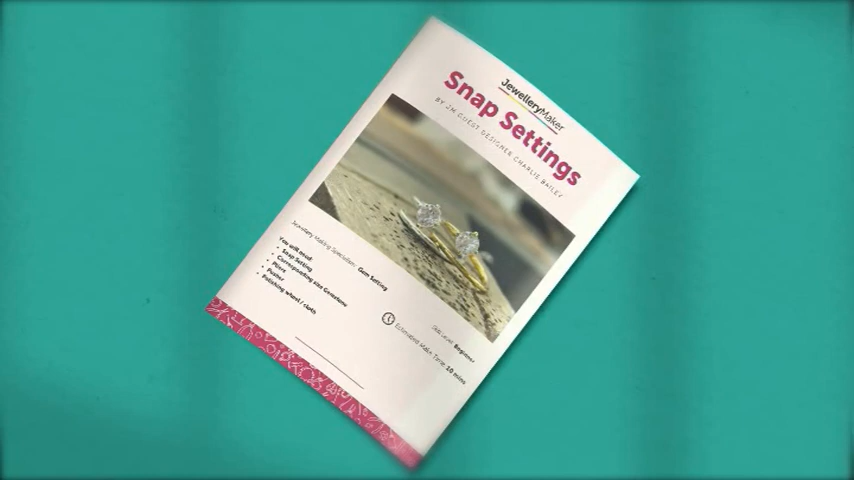 JewelleryMaker
Snap Settings
BY JM GUEST DESIGNER CHARLIE BAILEY
Jewellery Making Specialism: Gem Setting
You will need:
• Snap Setting
• Corresponding size Gemstone
• Pliers
• Pusher
• Polishing wheel / cloth
Skill Level: Beginner
Estimated Make Time: 10 mins